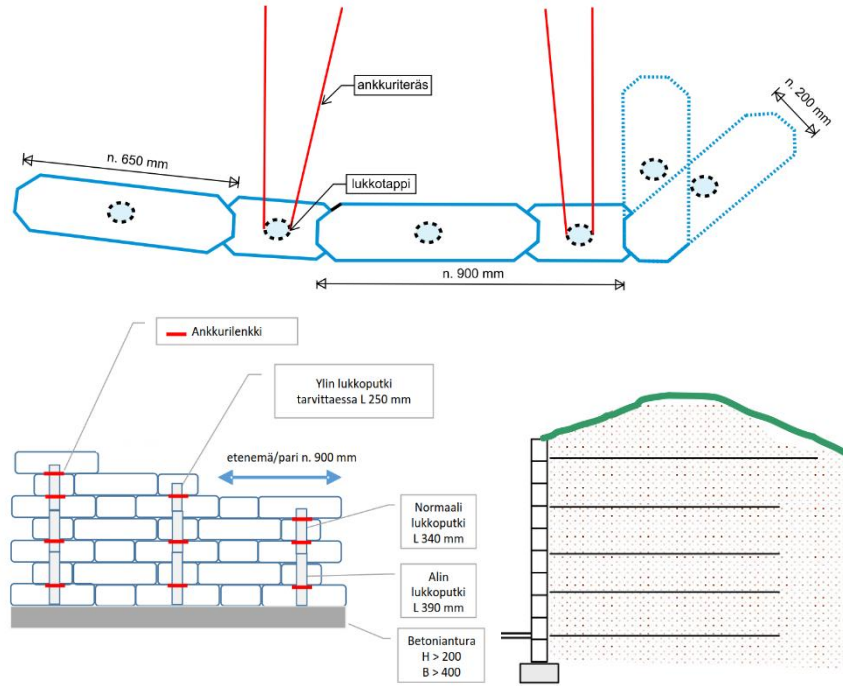 ankkuriteräs
n. 200 mm
n. 650 mm
lukkotappi
n. 900 mm
Ankkurilenkki
Ylin lukkoputki
tarvittaessa L 250 mm
etenemä/pari n. 900 mm
Normaali
lukkoputki
L 340 mm
Alin
lukkoputki
L 390 mm
Betoniantura
H > 200
B > 400